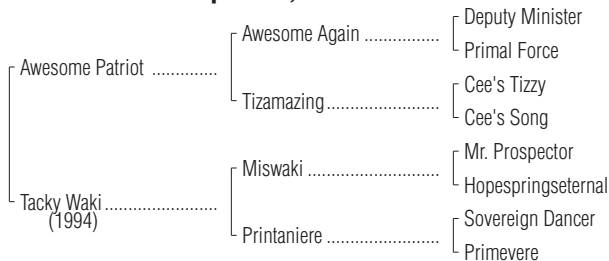 Deputy Minister
Awesome Again ................
Primal Force
Awesome Patriot ..............
Cee's Tizzy
Tizamazing........................
Cee's Song
Mr. Prospector
Miswaki ............................
Hopespringseternal
Tacky Waki........................
(1994)
Sovereign Dancer
Printaniere ........................
Primevere